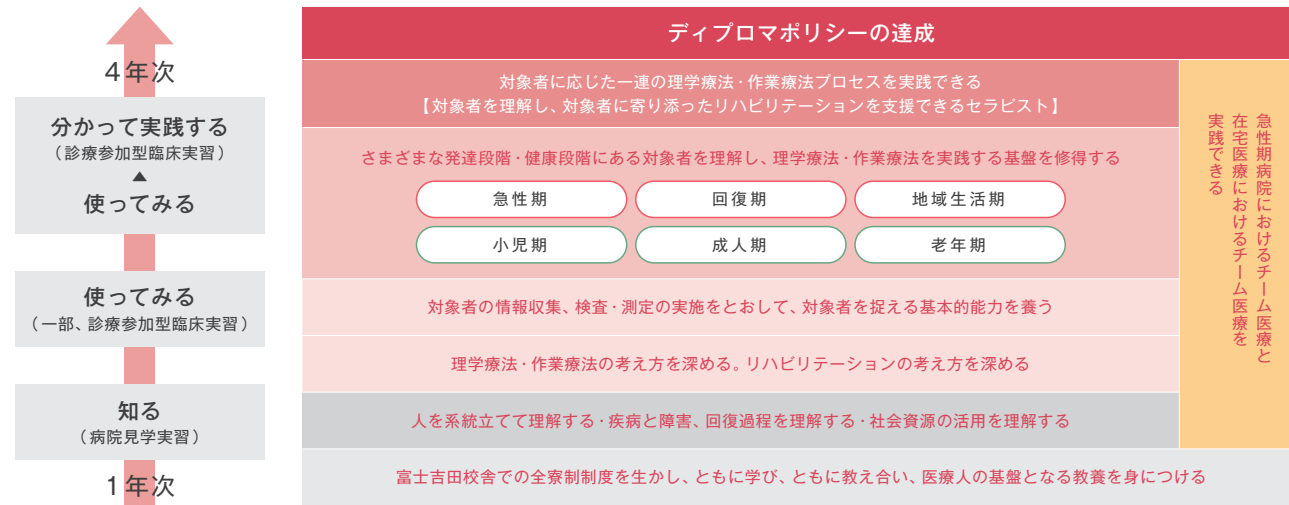 4年次
分かって実践する
（診療参加型臨床実習）
▲
使ってみる
使ってみる
（一部、診療参加型臨床実習）
知る
（病院見学実習）
1年次
ディプロマポリシーの達成
対象者に応じた一連の理学療法・作業療法プロセスを実践できる
【対象者を理解し、対象者に寄り添ったリハビリテーションを支援できるセラピスト】
さまざまな発達段階・健康段階にある対象者を理解し、理学療法・作業療法を実践する基盤を修得する
急性期 回復期 地域生活期
小児期 成人期 老年期
対象者の情報収集、検査・測定の実施をとおして、対象者を捉える基本的能力を養う
理学療法・作業療法の考え方を深める。リハビリテーションの考え方を深める
人を系統立てて理解する・疾病と障害、回復過程を理解する・社会資源の活用を理解する
富士吉田校舎での全寮制制度を生かし、ともに学び、ともに教え合い、医療人の基盤となる教養を身につける
急性期病院におけるチーム医療と
在宅医療におけるチーム医療を
実践できる